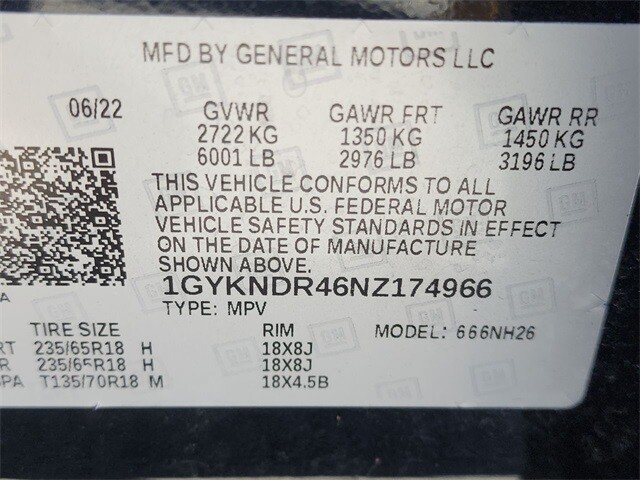 MFD BY GENERAL MOTORS LLC
06/22 GVWR GAWR FRT GAWR RR
2722 KG 1350 KG 1450 KG
6001 LB 2976 LB 3196 LB
THIS VEHICLE CONFORMS TO ALL
APPLICABLE U.S. FEDERAL MOTOR
VEHICLE SAFETY STANDARDS IN EFFECT
ON THE DATE OF MANUFACTURE
SHOWN ABOVE.
1GYKNDR46NZ174966
TYPE: MPV
TIRE SIZE RIM MODEL: 666NH26
RT 235/65R18 H 18X8J
R 235/65R18 H 18X8J
SPA T135/70R18 M 18X4.5B